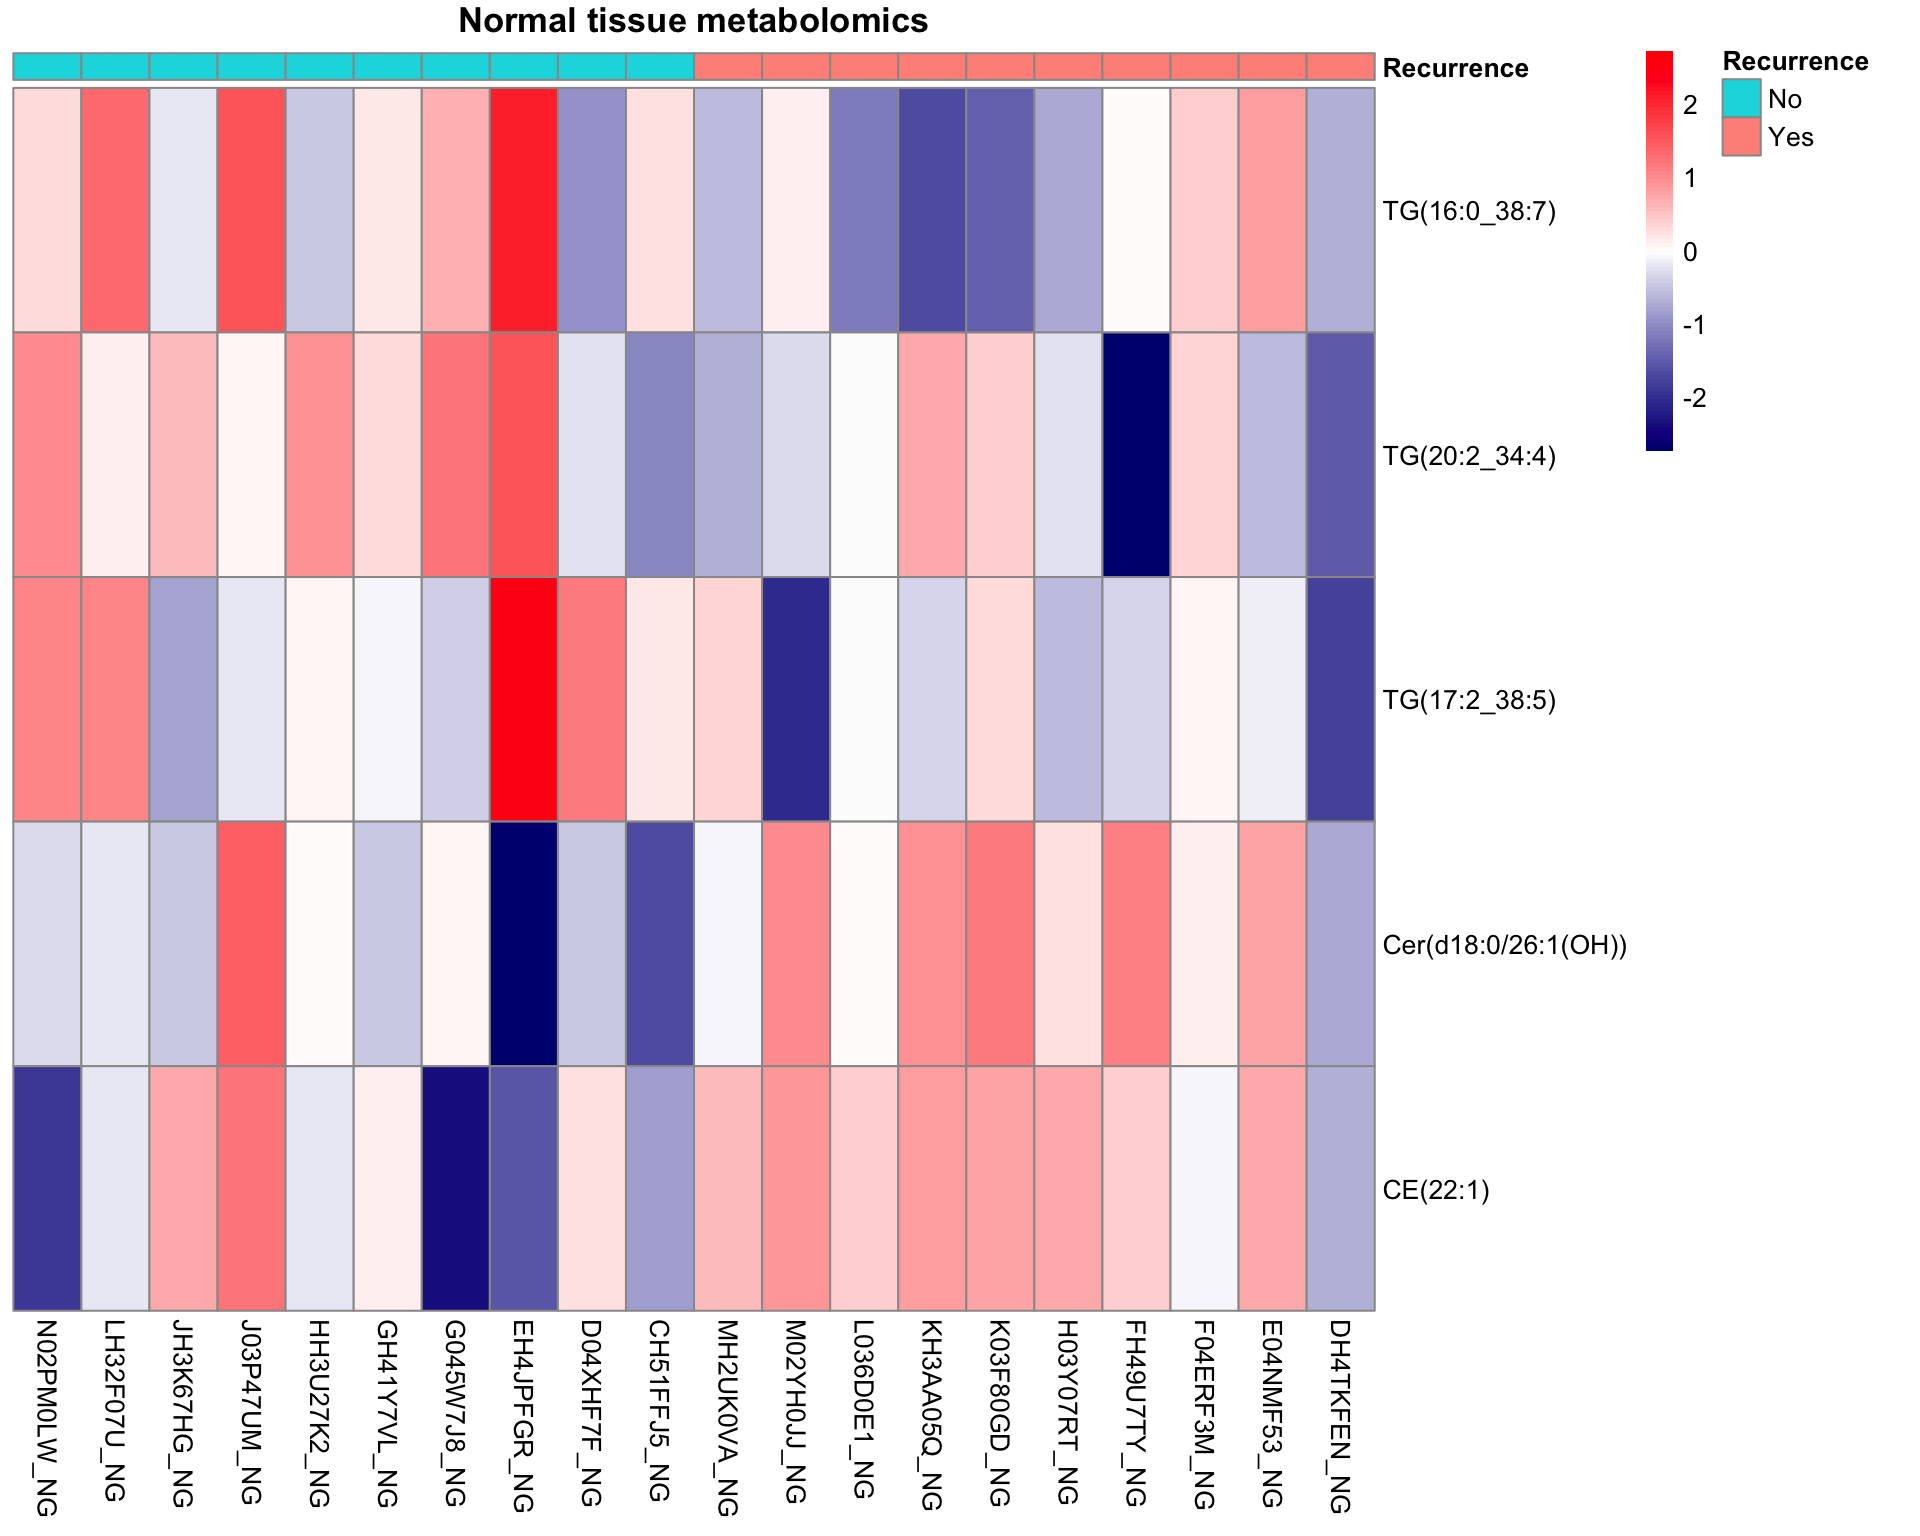 Normal tissue metabolomics
Recurrence
TG(16:0_38:7)
TG(20:2_34:4)
TG(17:2_38:5)
Cer(d18:0/26:1(OH))
CE(22:1)
2
1
0
-1
-2
Recurrence
No
Yes
N02PM0LW_NG
LH32F07U_NG
JH3K67HG_NG
J03P47UM_NG
HH3U27K2_NG
GH41Y7VL_NG
G045W7J8_NG
EH4JPFGR_NG
D04XHF7F_NG
CH51FFJ5_NG
MH2UK0VA_NG
M02YH0JJ_NG
L036D0E1_NG
KH3AA05Q_NG
K03F80GD_NG
H03Y07RT_NG
FH49U7TY_NG
F04ERF3M_NG
E04NMF53_NG
DH4TKFEN_NG